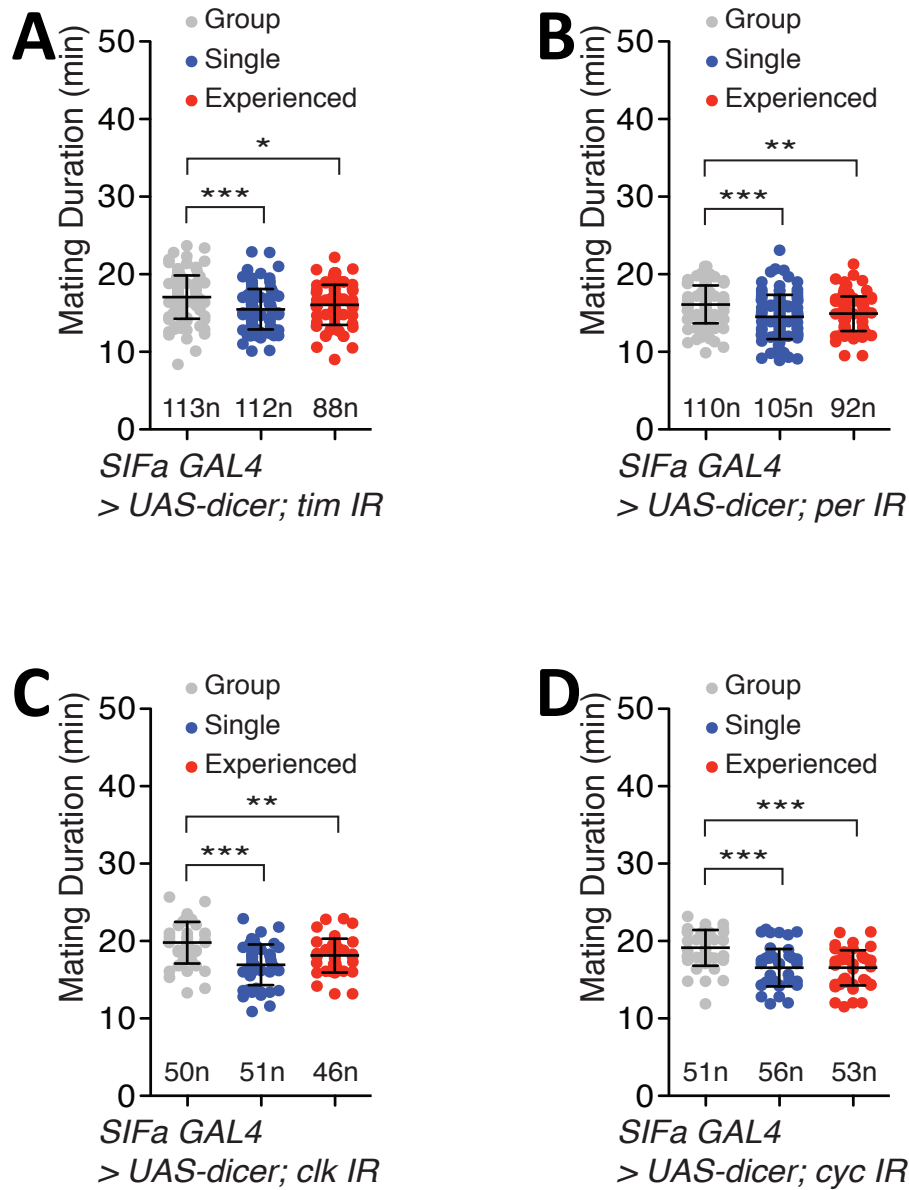 A
Mating Duration (min)
50
40
30
20
10
0
Group
Single
Experienced
*
***
113n 112n 88n
SIFa GAL4
> UAS-dicer; tim IR
B
Mating Duration (min)
50
40
30
20
10
0
Group
Single
Experienced
**
***
110n 105n 92n
SIFa GAL4
> UAS-dicer; per IR
C
Mating Duration (min)
50
40
30
20
10
0
Group
Single
Experienced
**
***
50n 51n 46n
SIFa GAL4
> UAS-dicer; clk IR
D
Mating Duration (min)
50
40
30
20
10
0
Group
Single
Experienced
***
***
51n 56n 53n
SIFa GAL4
> UAS-dicer; cyc IR